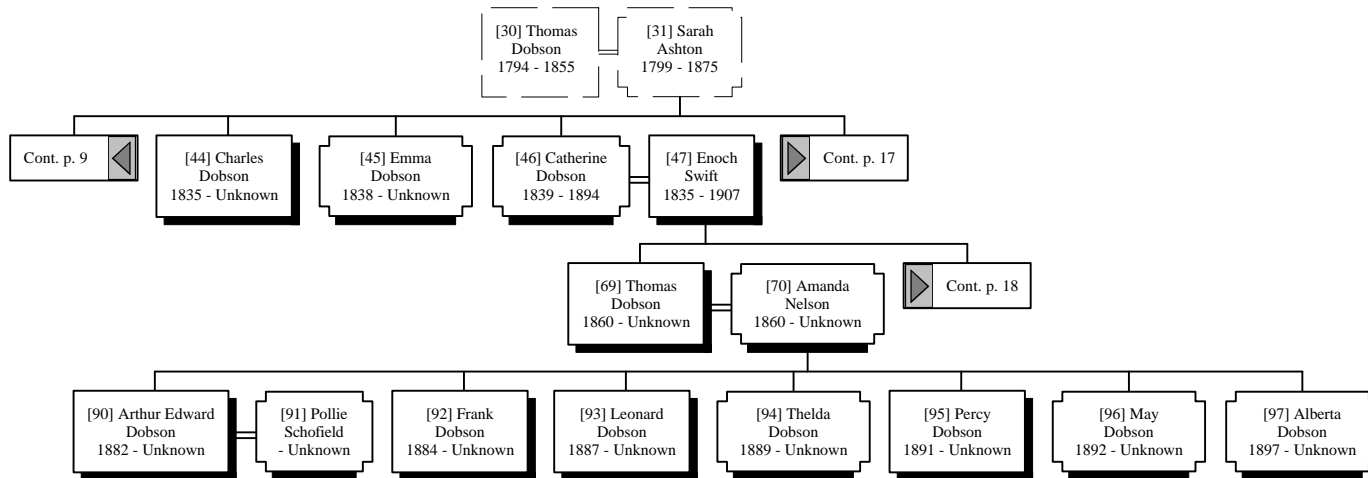 [30] Thomas
Dobson
1794 - 1855
[31] Sarah
Ashton
1799 - 1875
Cont. p. 9
[44] Charles
Dobson
1835 - Unknown
[45] Emma
Dobson
1838 - Unknown
[46] Catherine
Dobson
1839 - 1894
[47] Enoch
Swift
1835 - 1907
Cont. p. 17
[69] Thomas
Dobson
1860 - Unknown
[70] Amanda
Nelson
1860 - Unknown
Cont. p. 18
[90] Arthur Edward
Dobson
1882 - Unknown
[91] Pollie
Schofield
- Unknown
[92] Frank
Dobson
1884 - Unknown
[93] Leonard
Dobson
1887 - Unknown
[94] Thelda
Dobson
1889 - Unknown
[95] Percy
Dobson
1891 - Unknown
[96] May
Dobson
1892 - Unknown
[97] Alberta
Dobson
1897 - Unknown